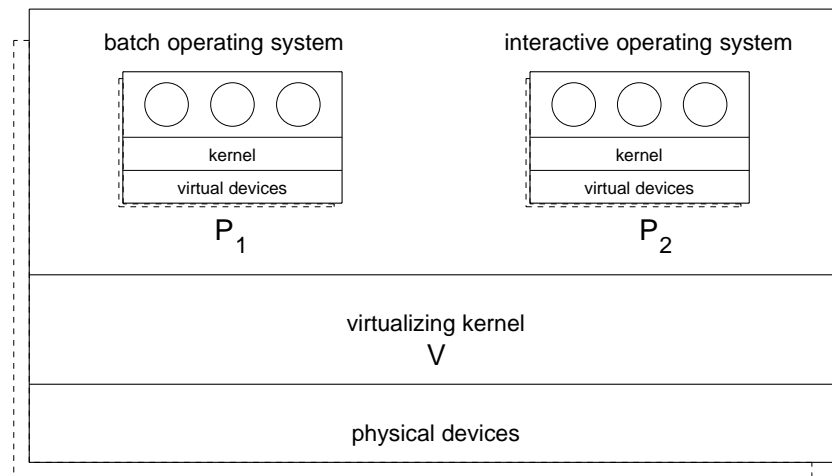 batch operating system
interactive operating system
kernel
virtual devices
P1
kernel
virtual devices
P2
virtualizing kernel
V
physical devices